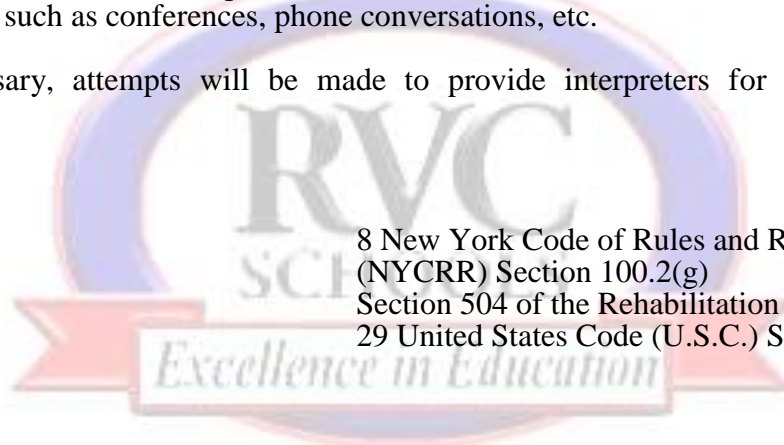 such as conferences, phone conversations, etc.
sary, attempts will be made to provide interpreters for
RVC
SCHOOLS
8 New York Code of Rules and R
(NYCRR) Section 100.2(g)
Section 504 of the Rehabilitation
29 United States Code (U.S.C.) S
Excellence in Education